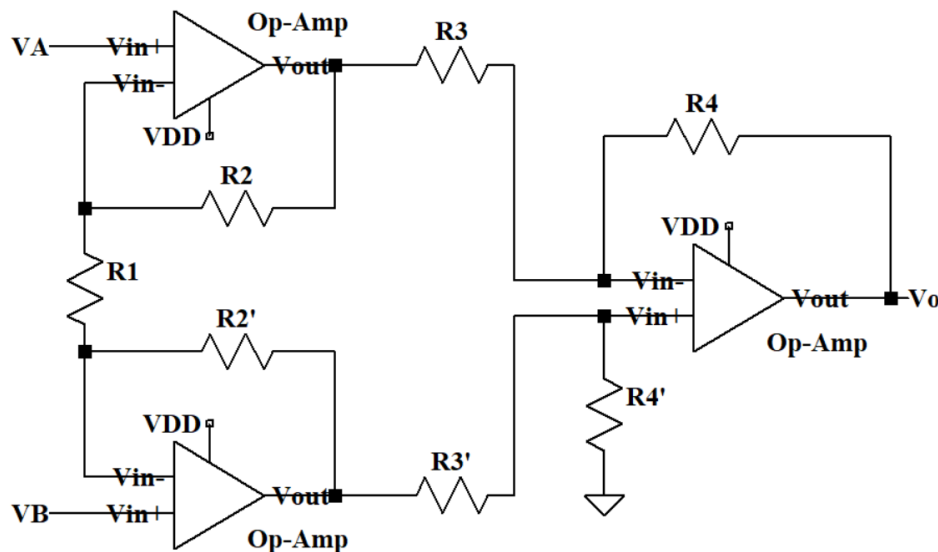 Op-Amp
R3
VA
Vin+
Vout
Vin-
R4
VDD
R2
VDD
R1
Vin-
Vout
Vo
R2'
Vin+
Op-Amp
R4'
VDD
R3'
Vin-
Vout
VB
Vin+
Op-Amp